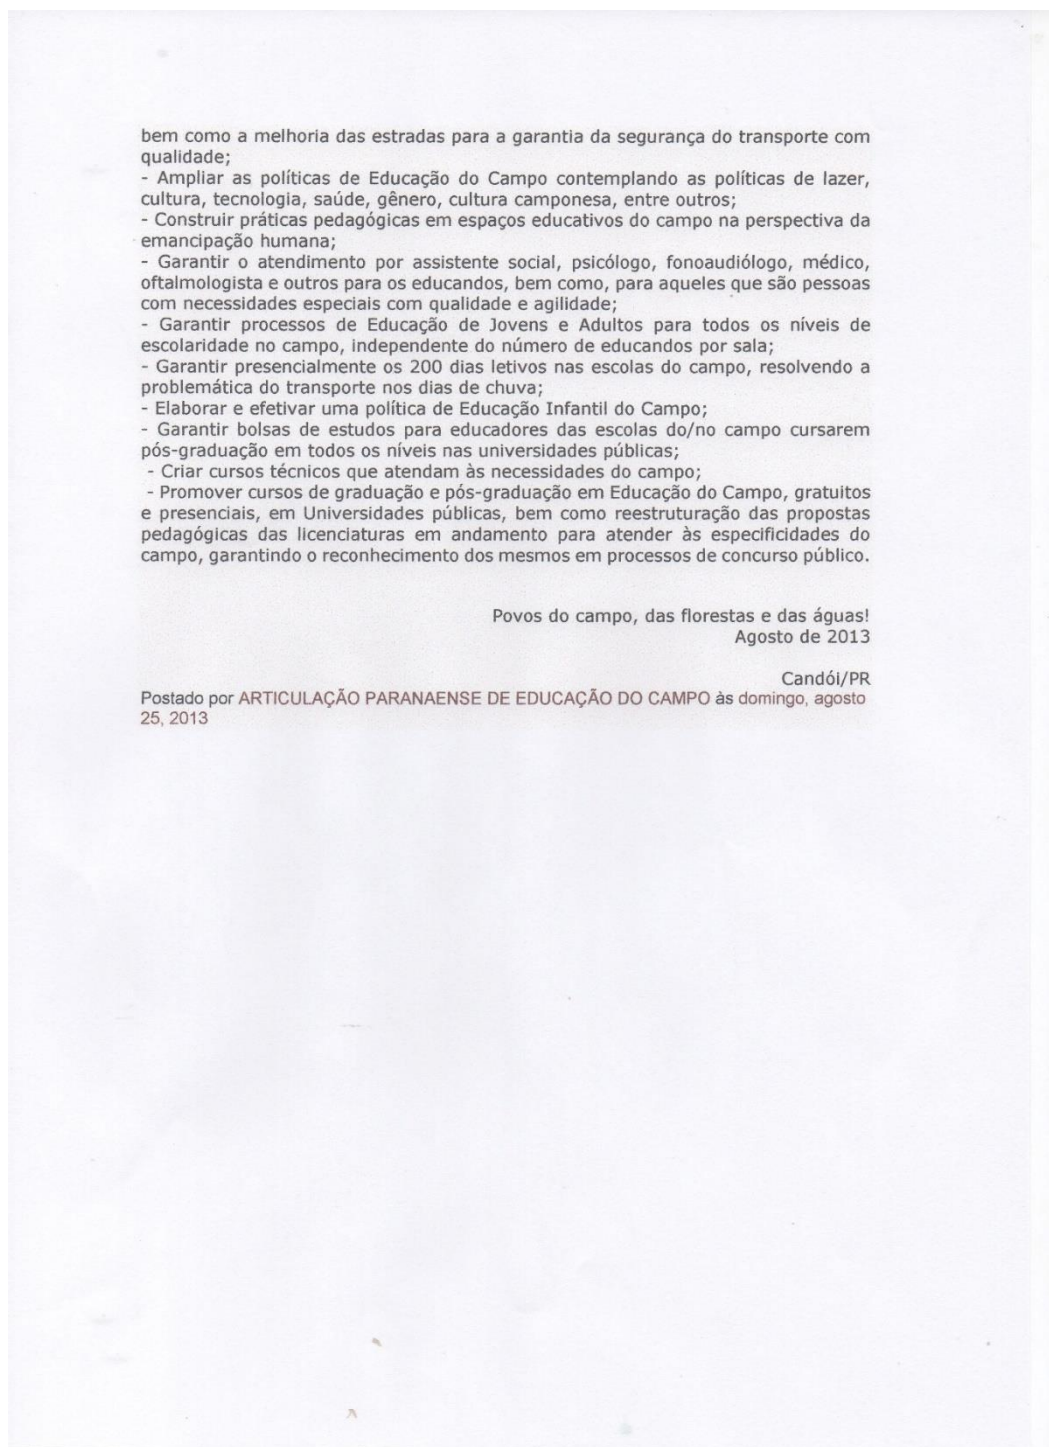 bem como a melhoria das estradas para a garantia da segurança do transporte com
qualidade;
- Ampliar as políticas de Educação do Campo contemplando as políticas de lazer,
cultura, tecnologia, saúde, gênero, cultura camponesa, entre outros;
- Construir práticas pedagógicas em espaços educativos do campo na perspectiva da
emancipação humana;
- Garantir o atendimento por assistente social, psicólogo, fonoaudiólogo, médico,
oftalmologista e outros para os educandos, bem como, para aqueles que são pessoas
com necessidades especiais com qualidade e agilidade;
- Garantir processos de Educação de Jovens e Adultos para todos os níveis de
escolaridade no campo, independente do número de educandos por sala;
- Garantir presencialmente os 200 dias letivos nas escolas do campo, resolvendo a
problemática do transporte nos dias de chuva;
- Elaborar e efetivar uma política de Educação Infantil do Campo;
- Garantir bolsas de estudos para educadores das escolas do/no campo cursarem
pós-graduação em todos os níveis nas universidades públicas;
- Criar cursos técnicos que atendam às necessidades do campo;
- Promover cursos de graduação e pós-graduação em Educação do Campo, gratuitos
e presenciais, em Universidades públicas, bem como reestruturação das propostas
pedagógicas das licenciaturas em andamento para atender às especificidades do
campo, garantindo o reconhecimento dos mesmos em processos de concurso público.
Povos do campo, das florestas e das águas!
Agosto de 2013
Candói/PR
Postado por ARTICULAÇÃO PARANAENSE DE EDUCAÇÃO DO CAMPO às domingo, agosto
25, 2013